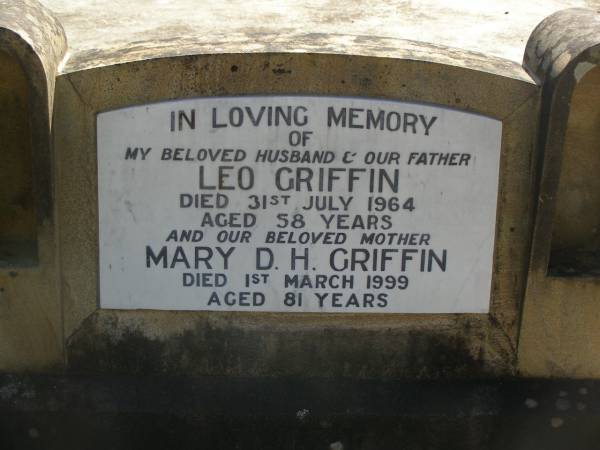 IN LOVING MEMORY
OF
MY BELOVED HUSBAND & OUR FATHER
LEO GRIFFIN
DIED 31ST JULY 1964
AGED 58 YEARS
AND OUR BELOVED MOTHER
MARY D. H. GRIFFIN
DIED 1ST MARCH 1999
AGED 81 YEARS